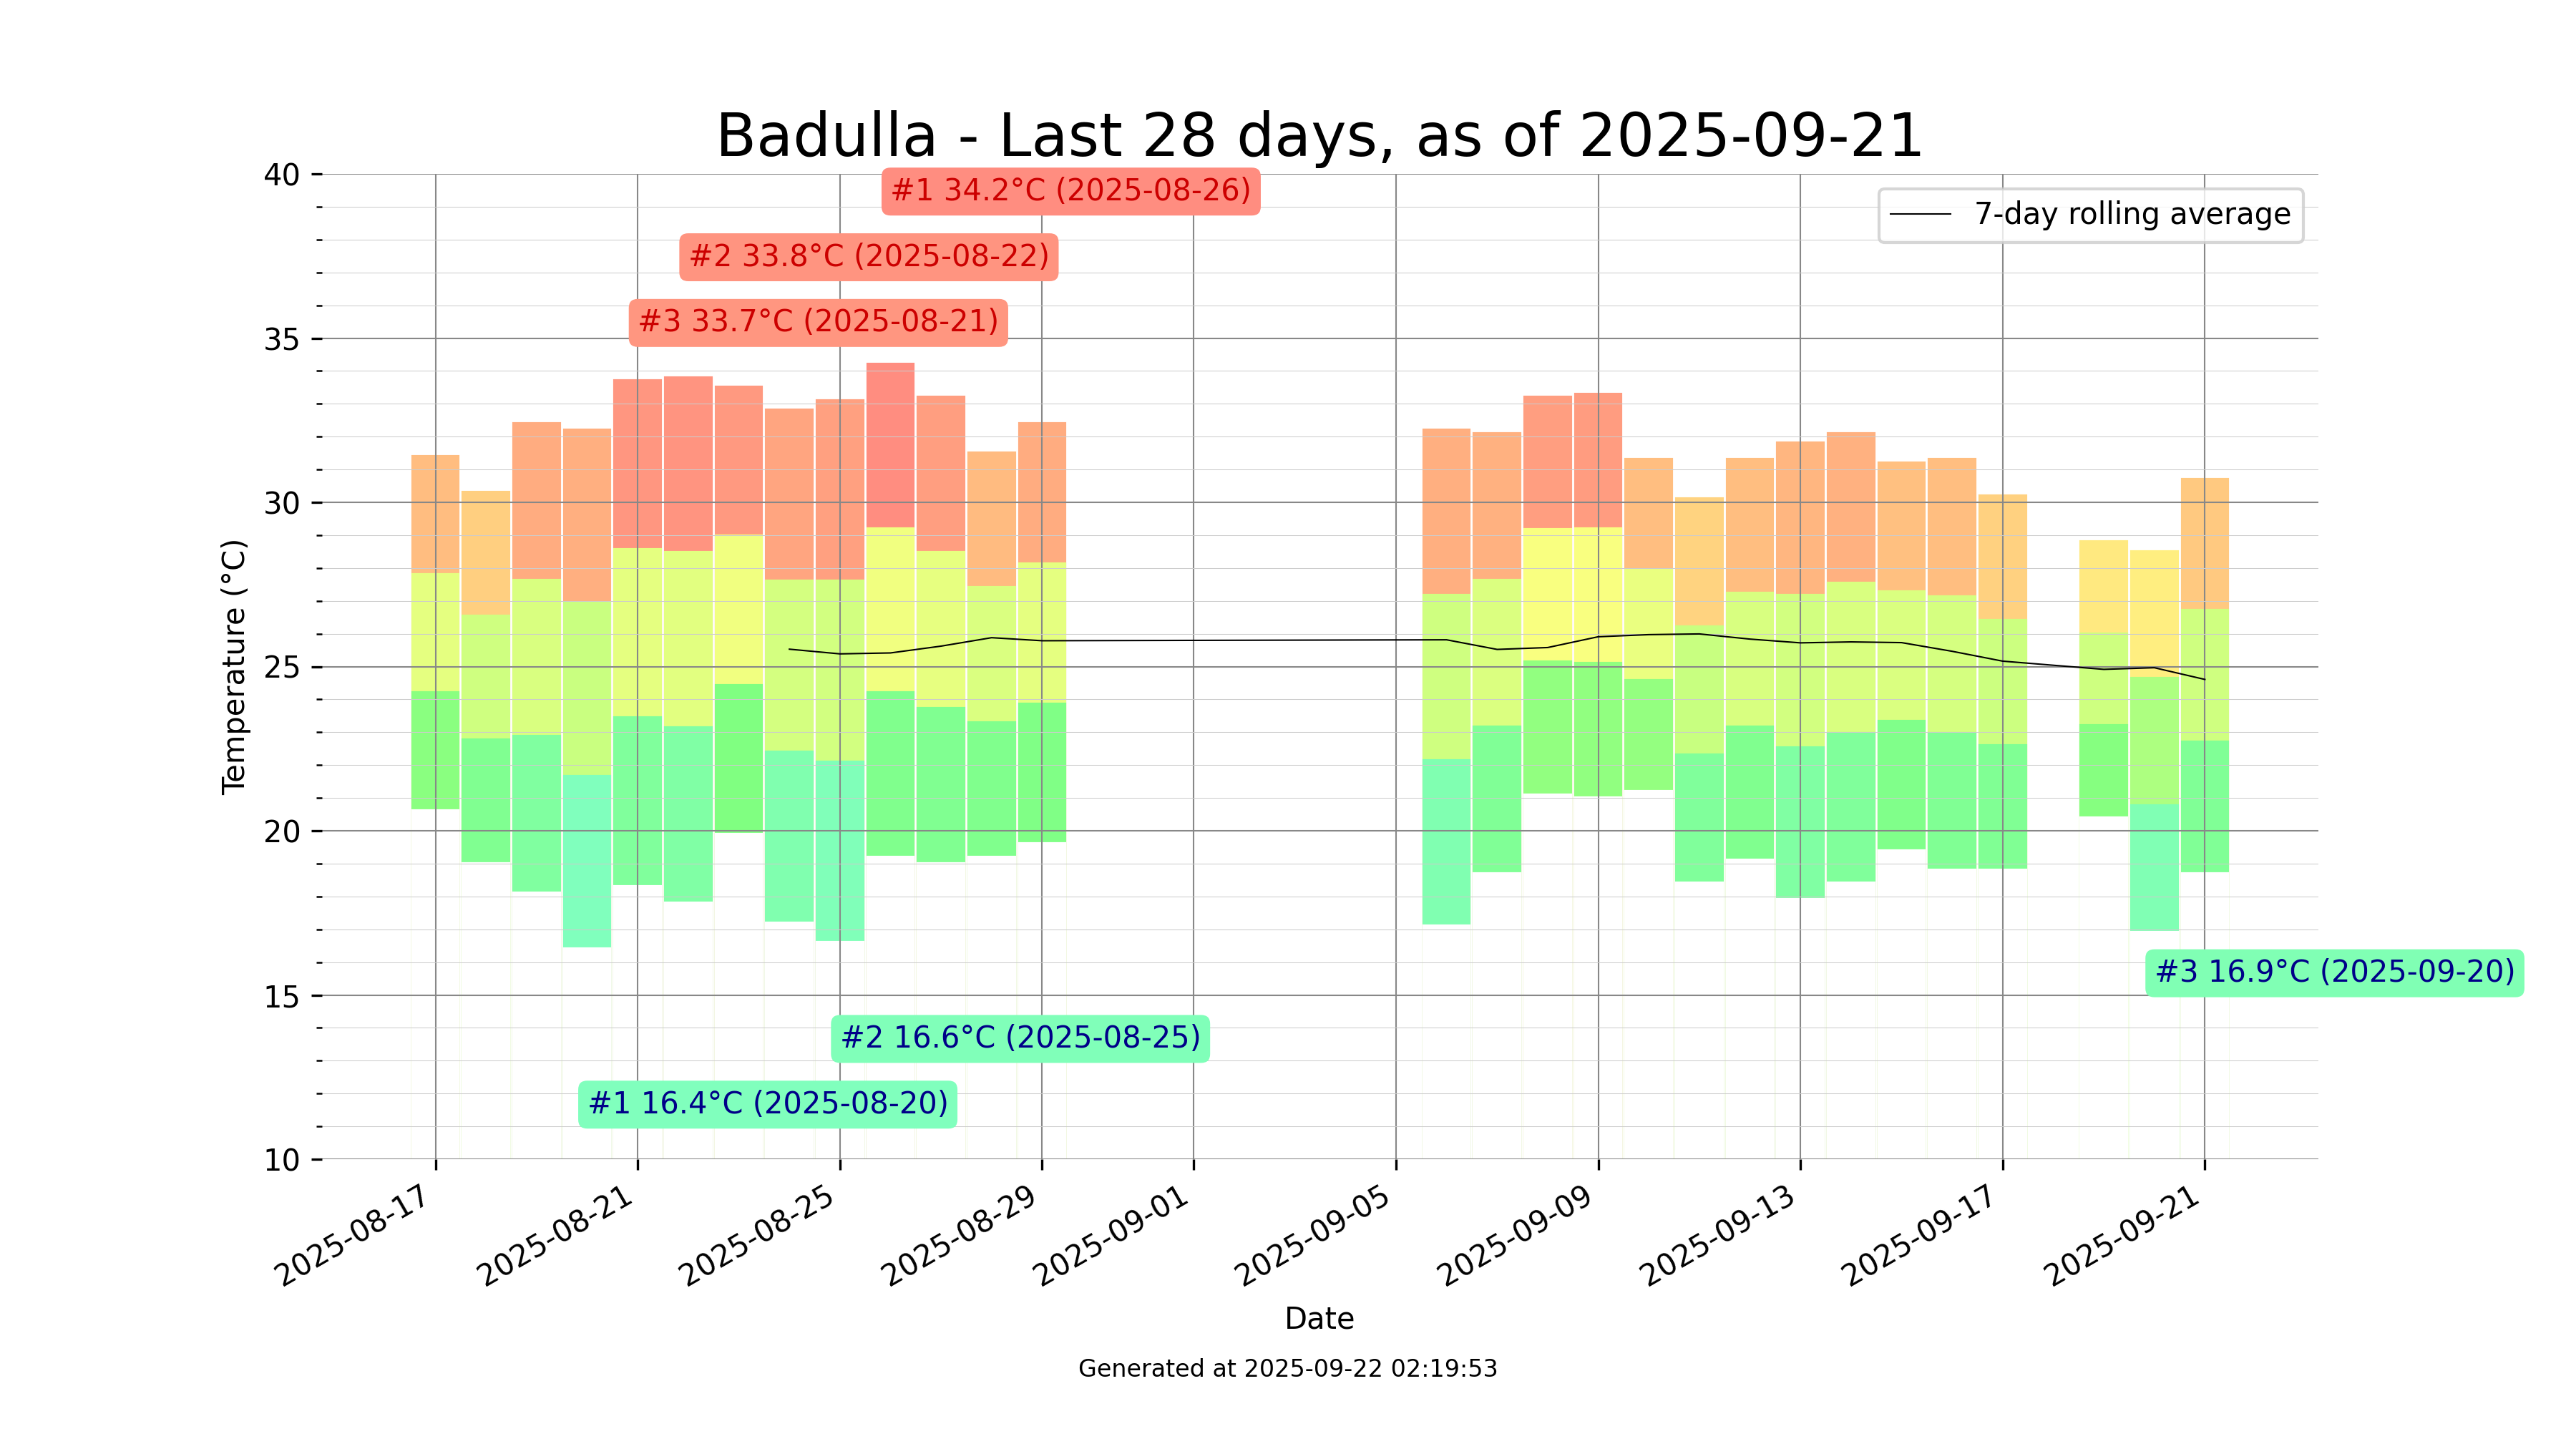 Badulla - Last 28 days, as of 2025-09-21
40
#1 34.2°C (2025-08-26)
7-day rolling average
#2 33.8°C (2025-08-22)
#3 33.7°C (2025-08-21)
35
30
25
20
15
10
Temperature (°C)
#3 16.9°C (2025-09-20)
#2 16.6°C (2025-08-25)
#1 16.4°C (2025-08-20)
2025-08-17
2025-08-21
2025-08-25
2025-08-29
2025-09-01
2025-09-05
2025-09-09
2025-09-13
2025-09-17
2025-09-21
Date
Generated at 2025-09-22 02:19:53